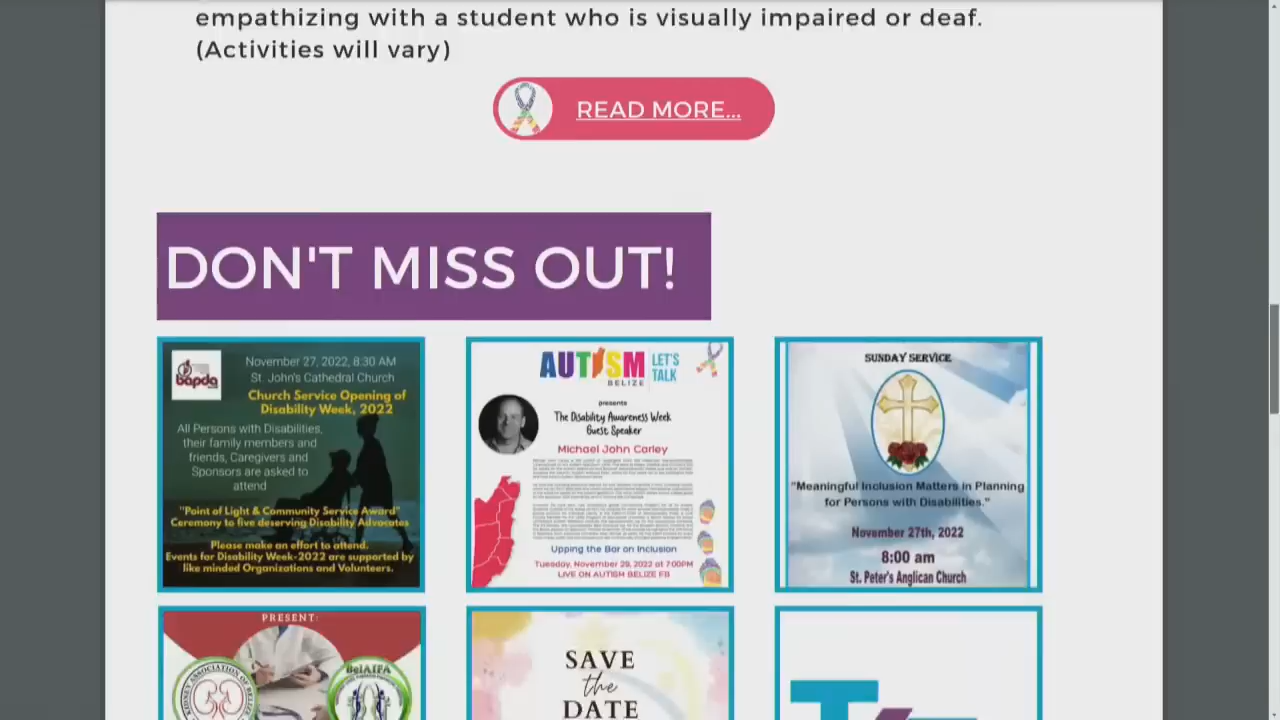 empathizing with a student who is visually impaired or deaf.
(Activities will vary)
READ MORE...
DON'T MISS OUT!
bapda
November 27, 2022, 8:30 AM
St. John's Cathedral Church
Church Service Opening of
Disability Week, 2022
All Persons with Disabilities,
their family members and
friends, Caregivers and
Sponsors are asked to
attend
"Point of Light & Community Service Award"
Ceremony to five deserving Disability Advocates
Please make an effort to attend.
Events for Disability Week-2022 are supported by
like minded Organizations and Volunteers.
AUTISM
BELIZE
LET'S
TALK
presents
The Disability Awareness Week
Guest Speaker
Michael John Carley
Upping the Bar on Inclusion
Tuesday, November 29, 2022 at 7:00PM
LIVE ON AUTISM BELIZE FB
SUNDAY SERVICE
"Meaningful Inclusion Matters in Planning
for Persons with Disabilities."
November 27th, 2022
8:00 am
St. Peter's Anglican Church
PRESENT:
BelAIFA
SAVE
the
DATE